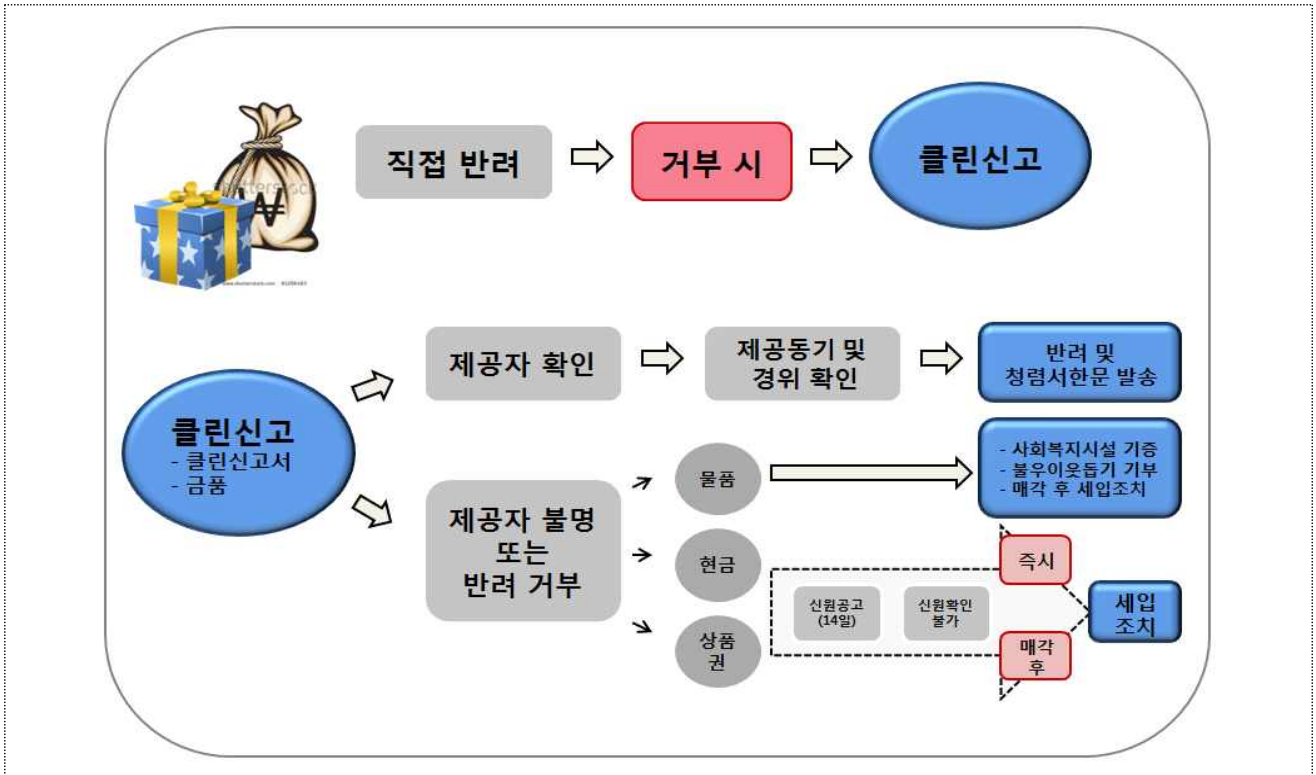 직접 반려
거부 시
클린신고
www.shutterstock.com
제공자 확인
제공동기 및
경위 확인
반려 및
청렴서한문 발송
클린신고
- 클린신고서
- 금품
제공자 불명
또는
반려 거부
물품
- 사회복지시설 기증
- 불우이웃돕기 기부
- 매각 후 세입조치
현금
상품
권
신원공고
(14일)
신원확인
불가
즉시
매각
후
세입
조치